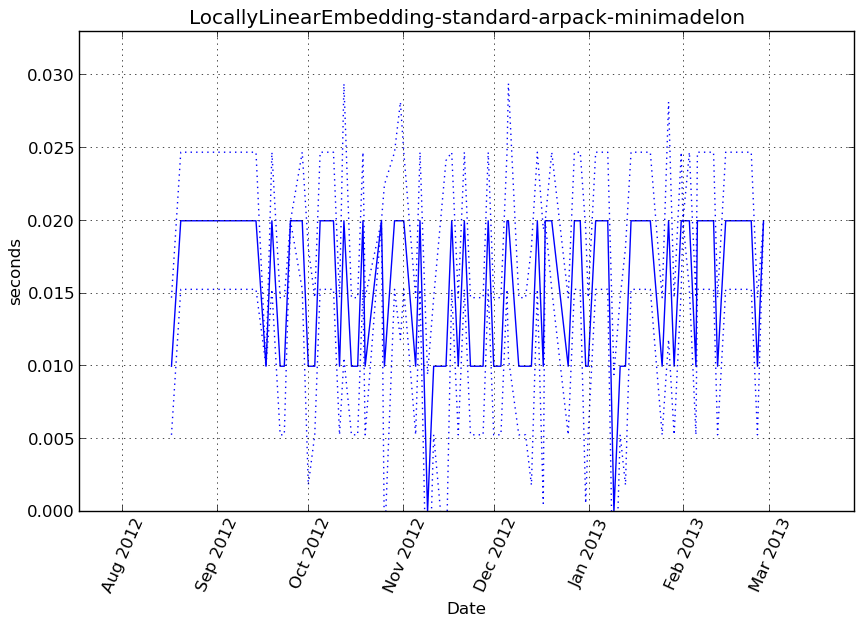 LocallyLinearEmbedding-standard-arpack-minimadelon
0.030
0.025
0.020
0.015
0.010
0.005
0.000
seconds
Aug 2012
Sep 2012
Oct 2012
Nov 2012
Dec 2012
Jan 2013
Feb 2013
Mar 2013
Date